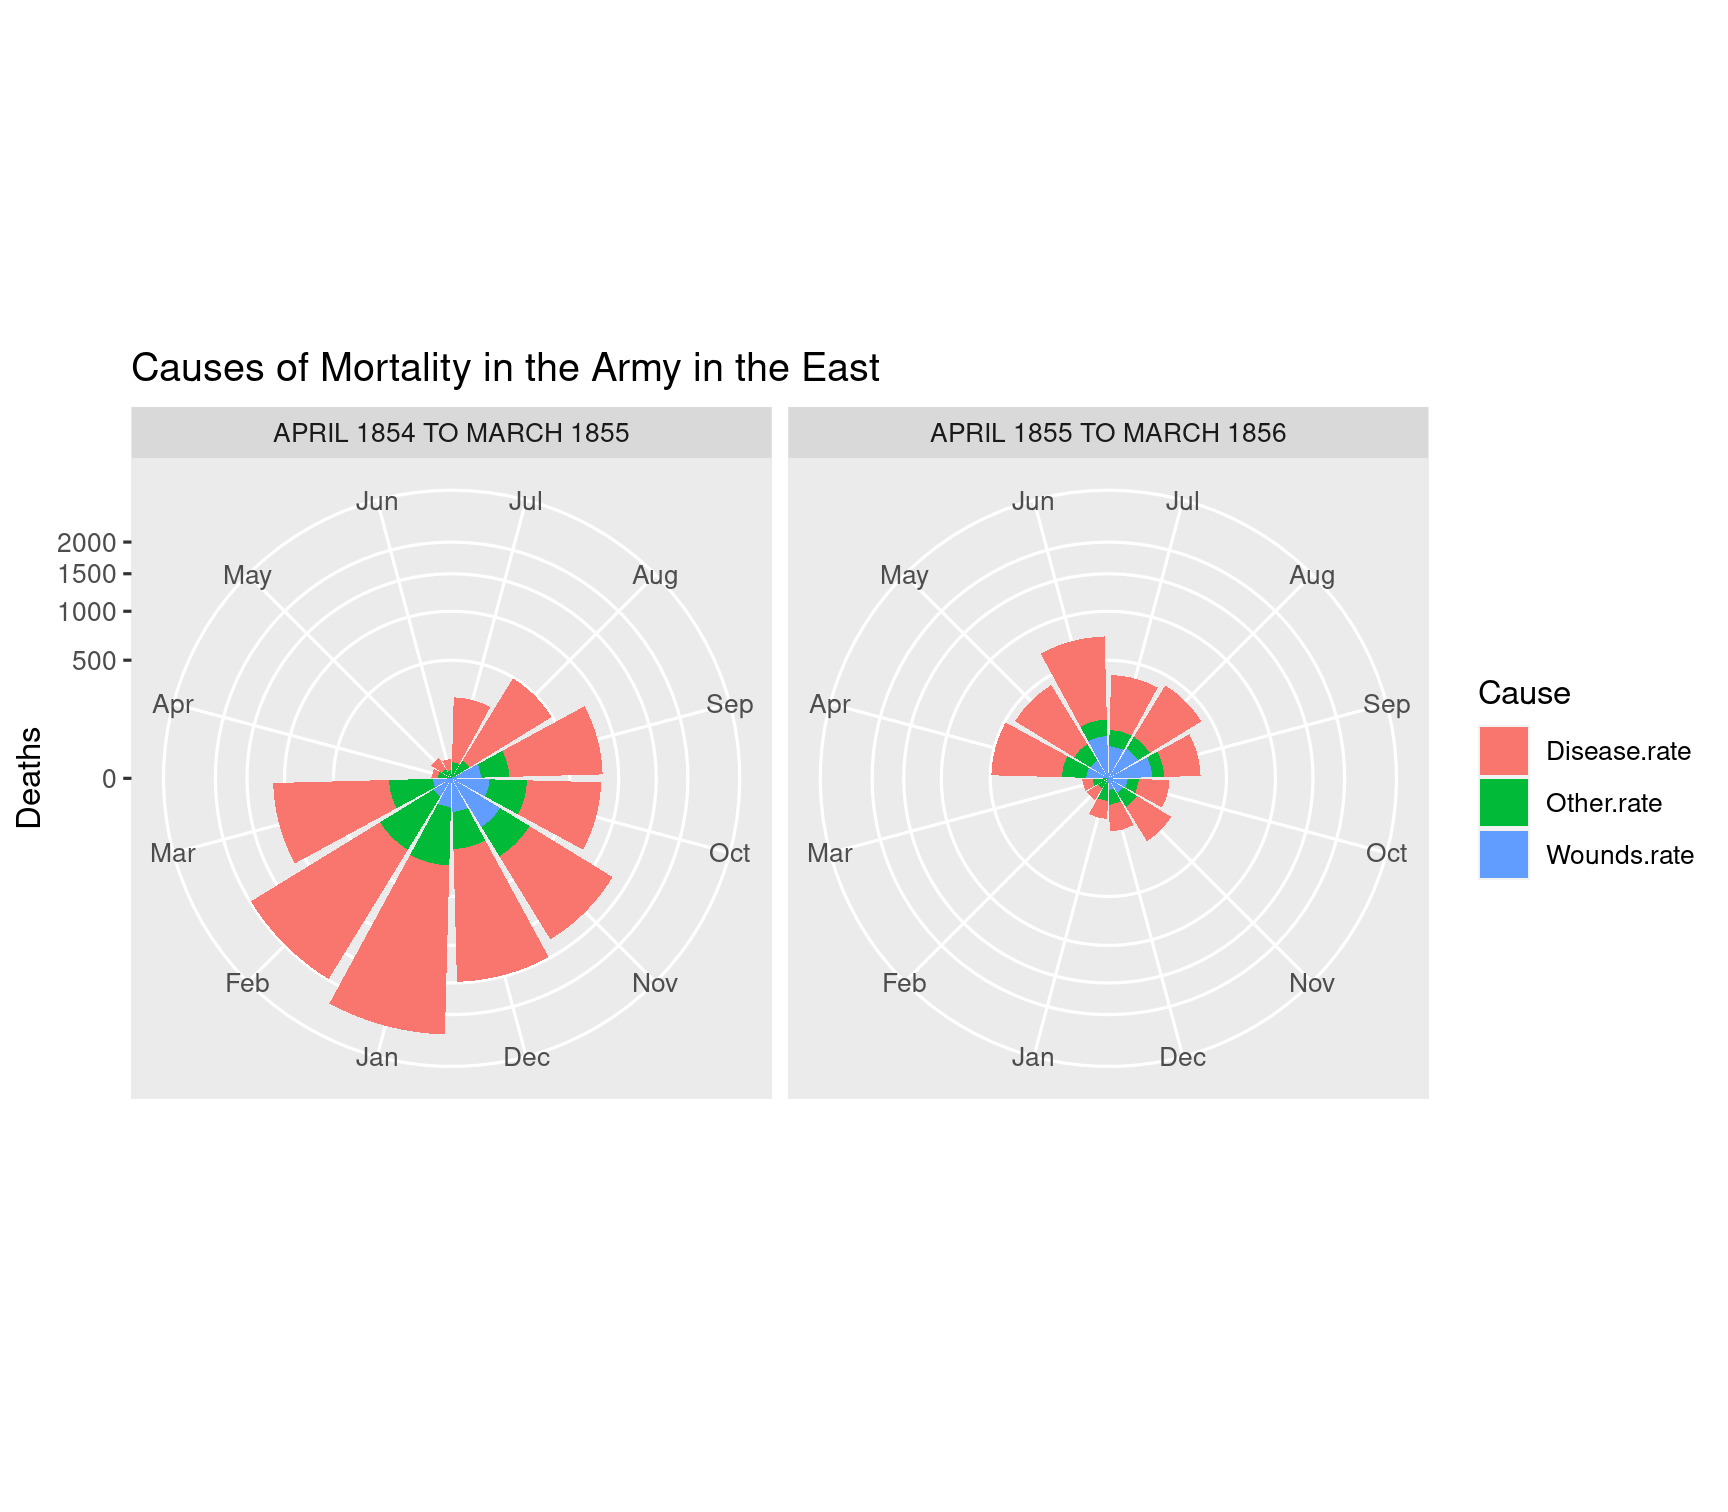 Causes of Mortality in the Army in the East
APRIL 1854 TO MARCH 1855
APRIL 1855 TO MARCH 1856
Deaths
2000
1500
1000
500
0
Jun
Jul
May
Aug
Apr
Sep
Mar
Oct
Feb
Nov
Jan
Dec
Jun
Jul
May
Aug
Apr
Sep
Mar
Oct
Feb
Nov
Jan
Dec
Cause
Disease.rate
Other.rate
Wounds.rate